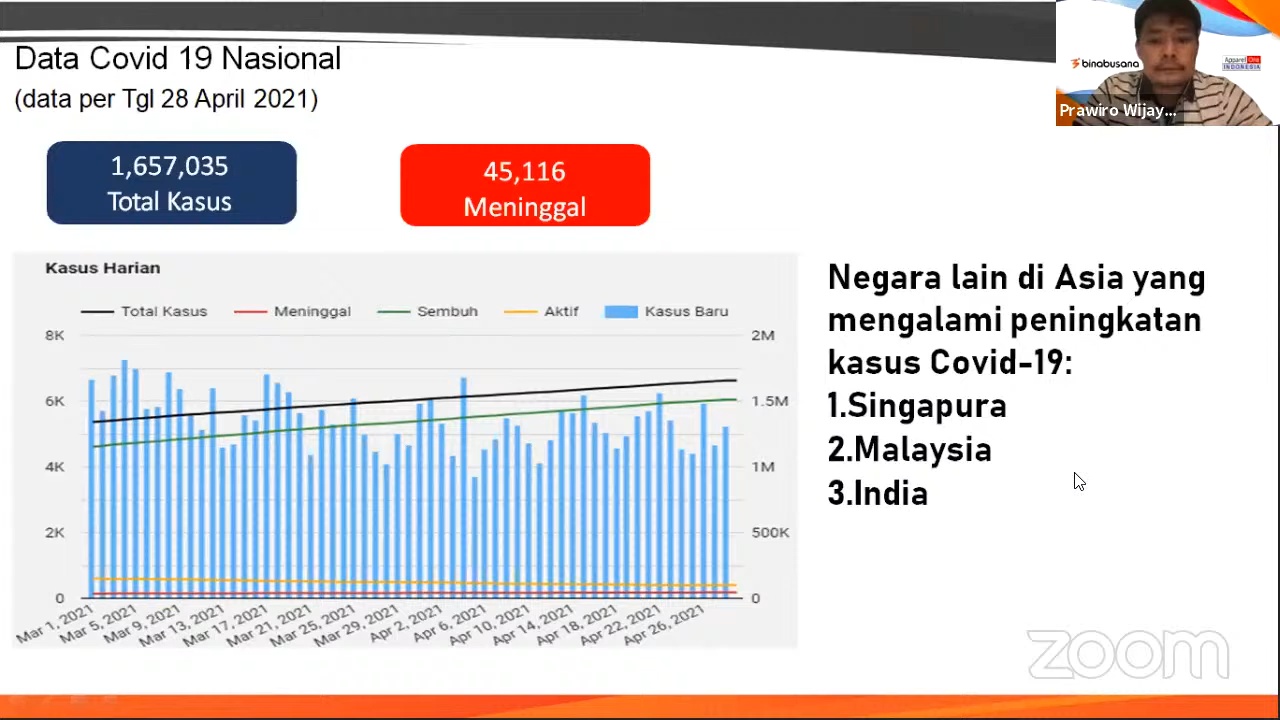 Data Covid 19 Nasional
(data per Tgl 28 April 2021)
binabusana
Apparel One
INDONESIA
Prawiro Wijay...
1,657,035
Total Kasus
45,116
Meninggal
Kasus Harian
Total Kasus Meninggal Sembuh Aktif Kasus Baru
8K 2M
6K 1.5M
4K 1M
2K 500K
0 0
Mar 1, 2021 Mar 5, 2021 Mar 9, 2021 Mar 13, 2021 Mar 17, 2021 Mar 21, 2021 Mar 25, 2021 Mar 29, 2021 Apr 2, 2021 Apr 6, 2021 Apr 10, 2021 Apr 14, 2021 Apr 18, 2021 Apr 22, 2021 Apr 26, 2021
Negara lain di Asia yang
mengalami peningkatan
kasus Covid-19:
1.Singapura
2.Malaysia
3.India
zoom